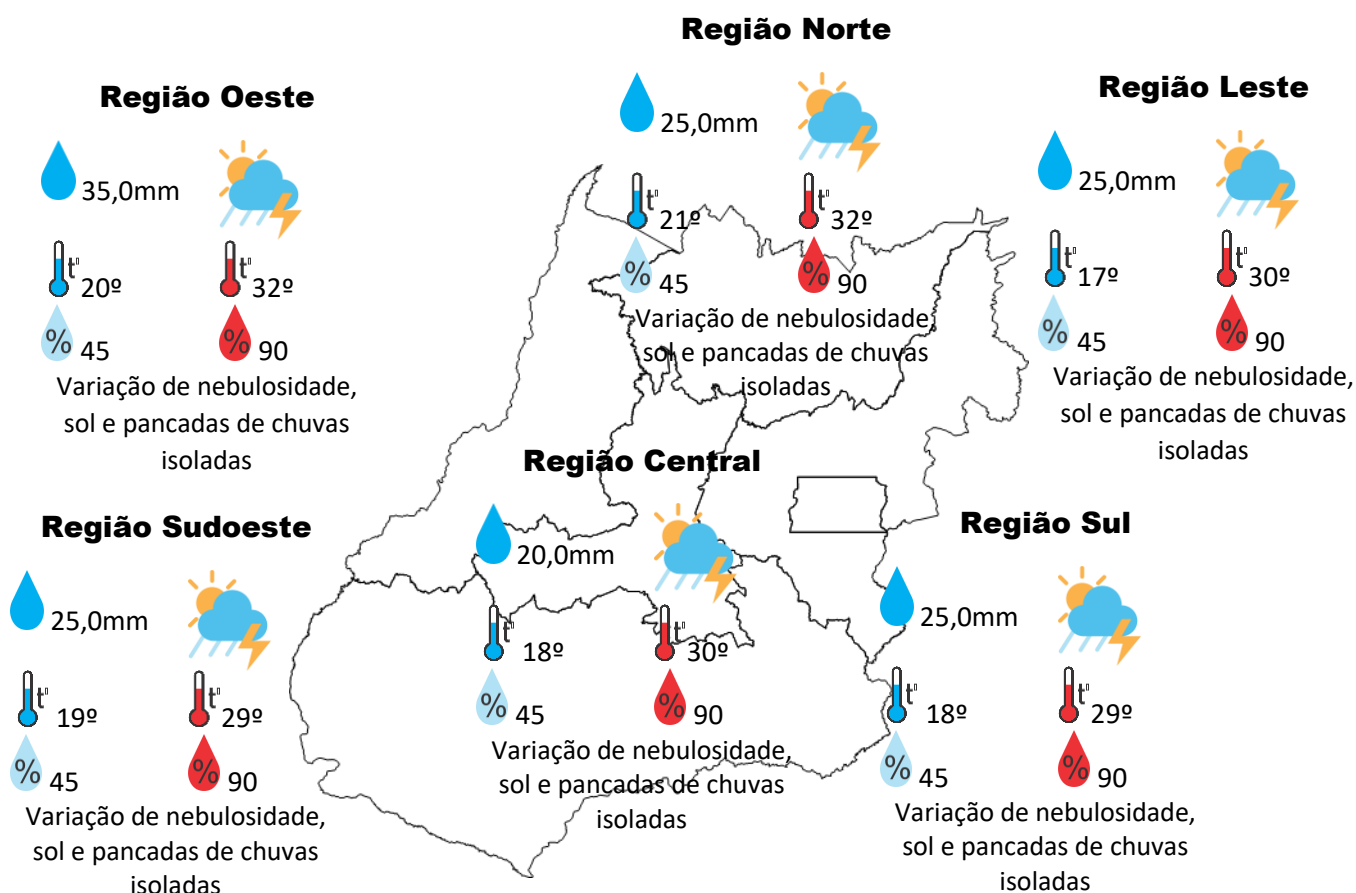 Região Norte
25,0mm
t°
21º
t°
32º
%
45
%
90
Variação de nebulosidade,
sol e pancadas de chuvas
isoladas
Região Oeste
35,0mm
t°
20º
t°
32º
%
45
%
90
Variação de nebulosidade,
sol e pancadas de chuvas
isoladas
Região Leste
25,0mm
t°
17º
t°
30º
%
45
%
90
Variação de nebulosidade,
sol e pancadas de chuvas
isoladas
Região Central
20,0mm
t°
18º
t°
30º
%
45
%
90
Variação de nebulosidade,
sol e pancadas de chuvas
isoladas
Região Sudoeste
25,0mm
t°
19º
t°
29º
%
45
%
90
Variação de nebulosidade,
sol e pancadas de chuvas
isoladas
Região Sul
25,0mm
t°
18º
t°
29º
%
45
%
90
Variação de nebulosidade,
sol e pancadas de chuvas
isoladas